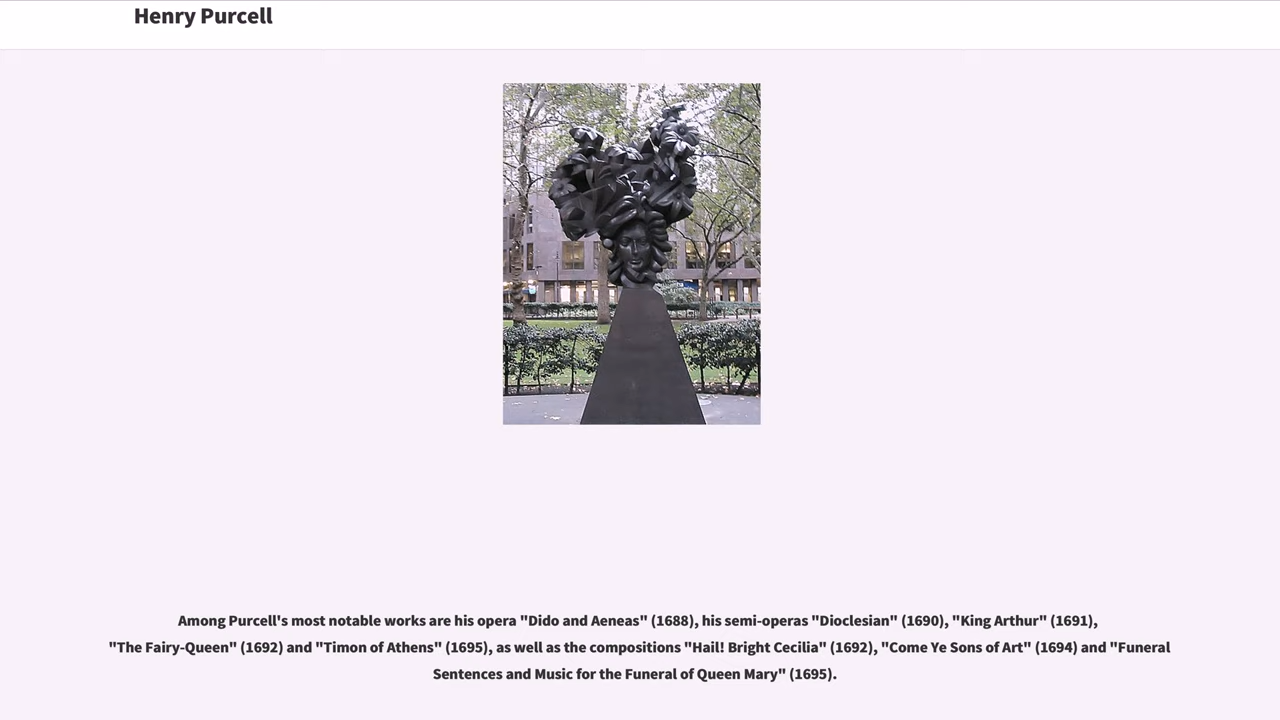 Henry Purcell
Among Purcell's most notable works are his opera "Dido and Aeneas" (1688), his semi-operas "Dioclesian" (1690), "King Arthur" (1691),
"The Fairy-Queen" (1692) and "Timon of Athens" (1695), as well as the compositions "Hail! Bright Cecilia" (1692), "Come Ye Sons of Art" (1694) and "Funeral
Sentences and Music for the Funeral of Queen Mary" (1695).